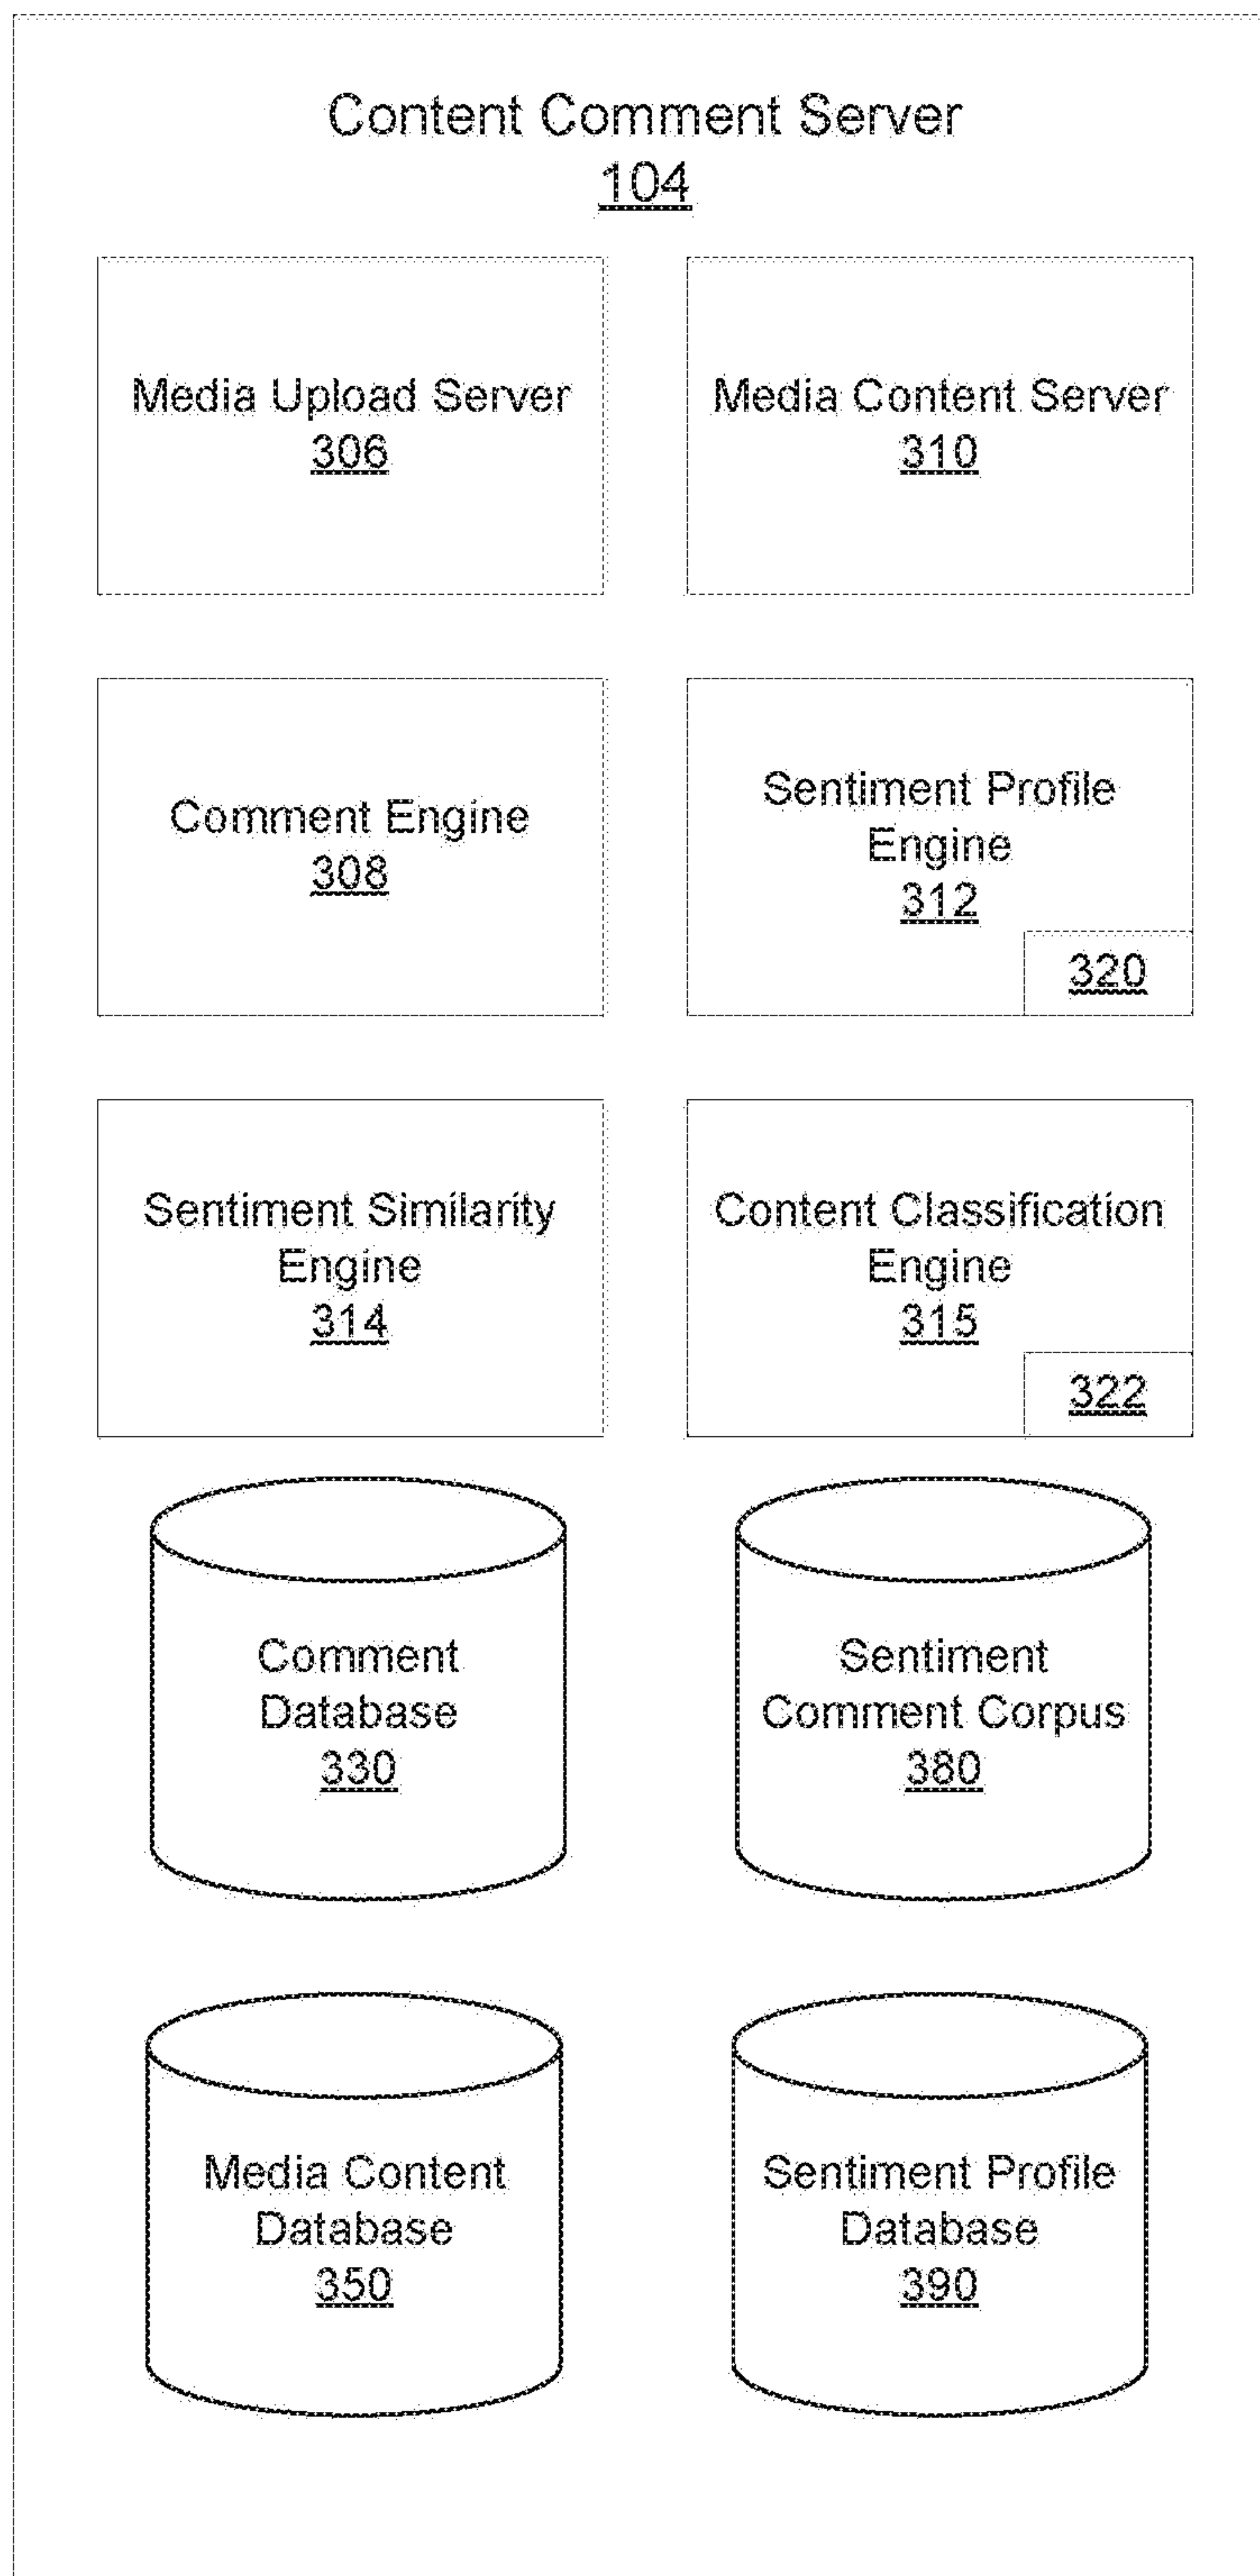 Content Comment Server
104
Media Upload Server
306
Media Content Server
310
Comment Engine
308
Sentiment Profile
Engine
312
320
Sentiment Similarity
Engine
314
Content Classification
Engine
315
322
Comment
Database
330
Sentiment
Comment Corpus
380
Media Content
Database
350
Sentiment Profile
Database
390